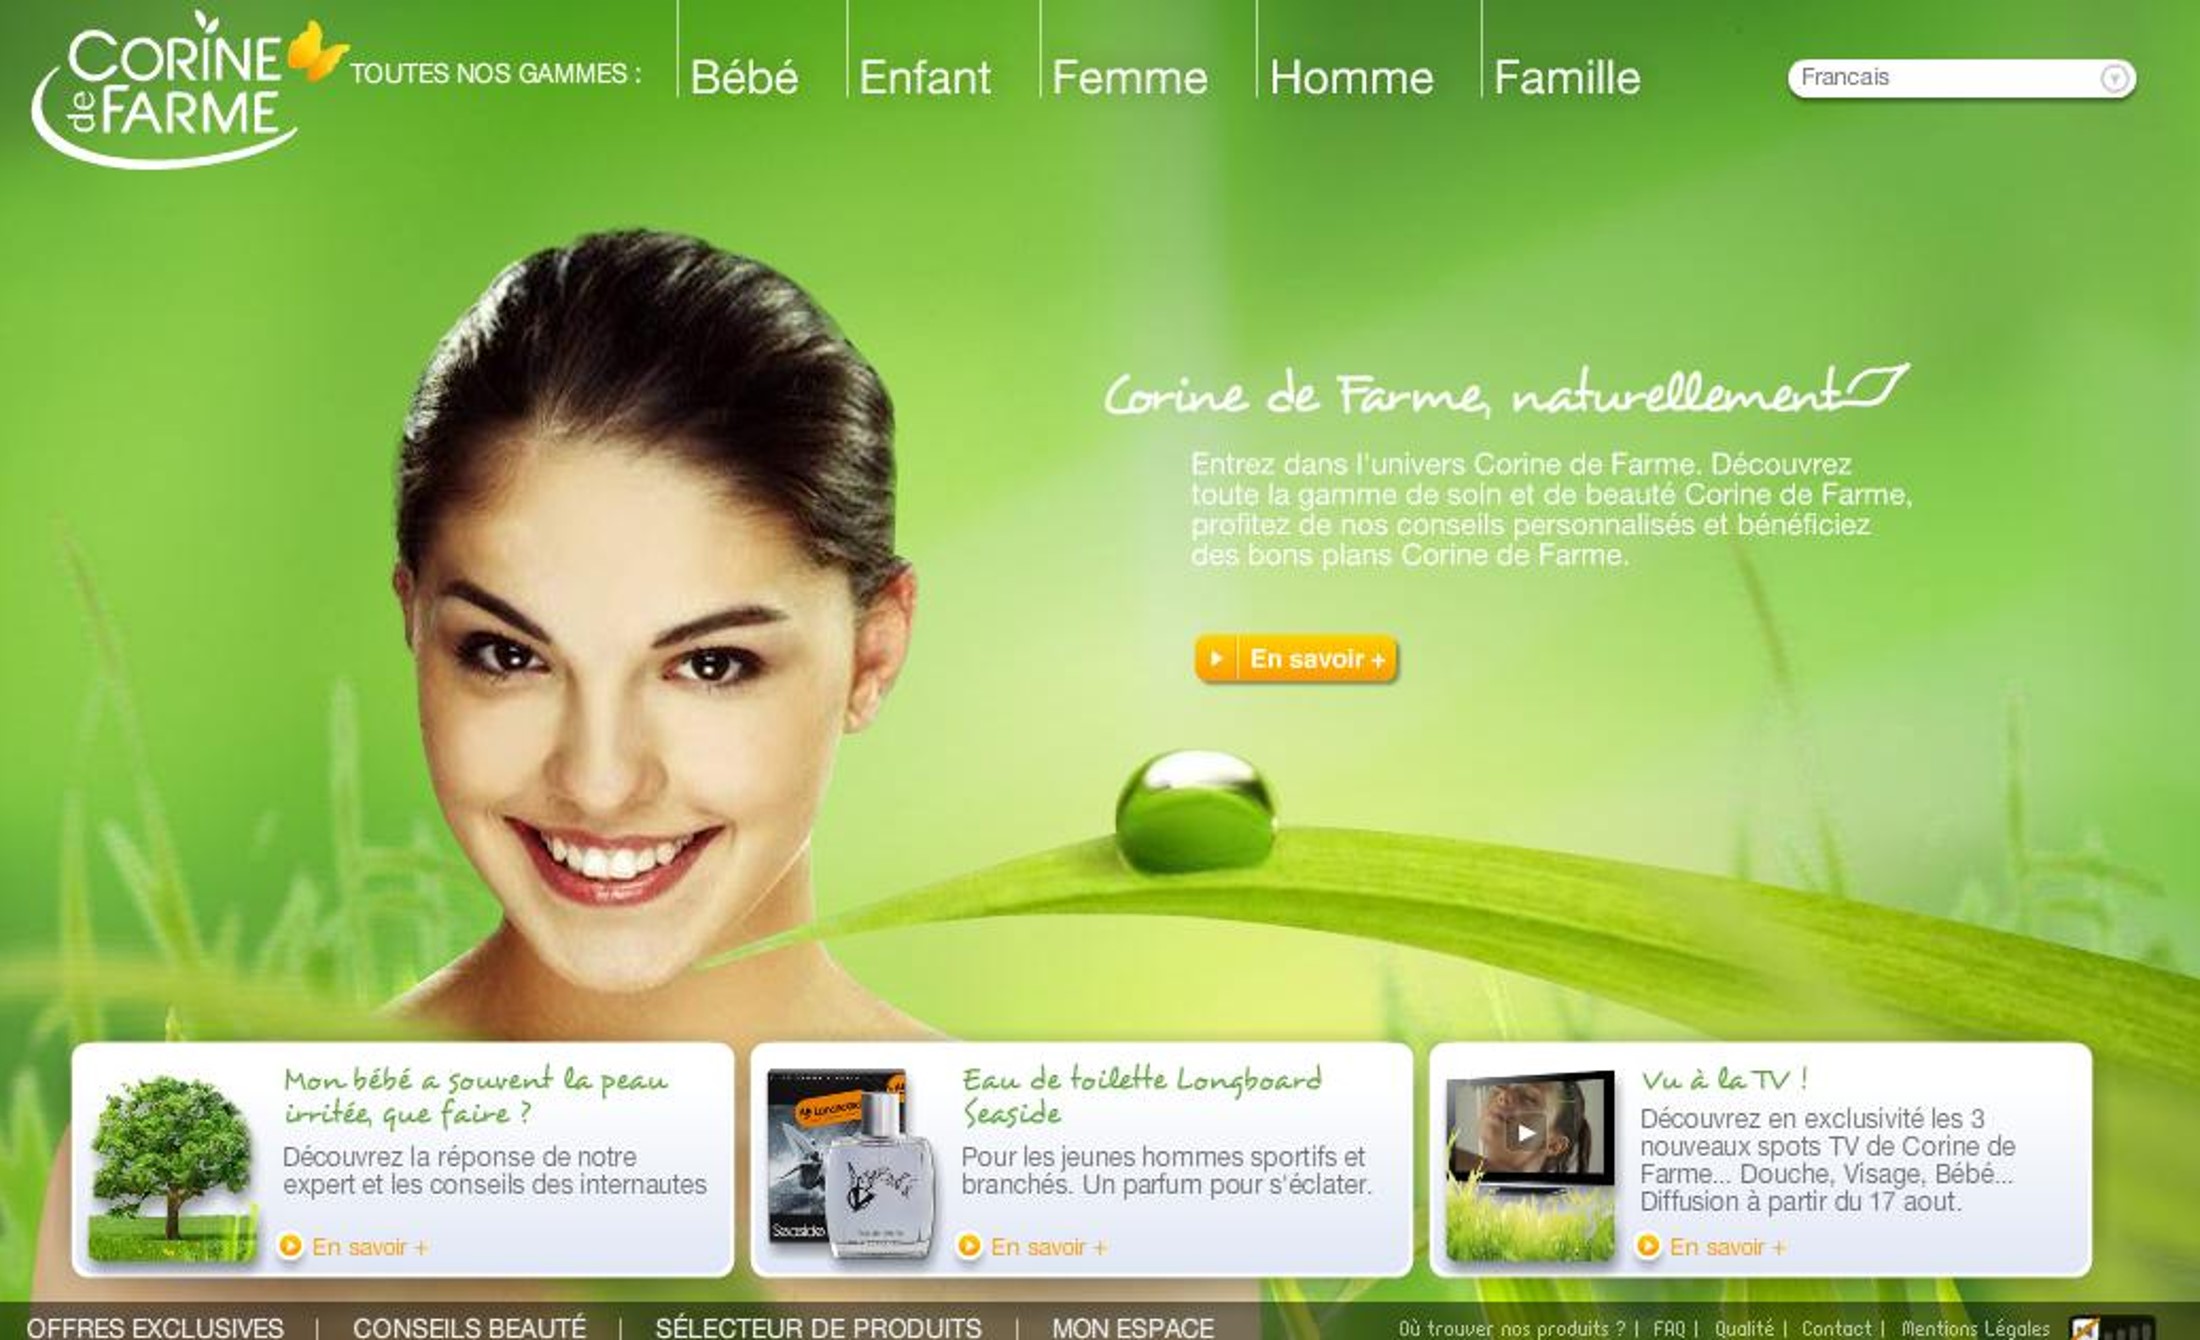 CORINE
de FARME
TOUTES NOS GAMMES :
Bébé
Enfant
Femme
Homme
Famille
Francais
Corine de Farme, naturellement
Entrez dans l'univers Corine de Farme. Découvrez
toute la gamme de soin et de beauté Corine de Farme,
profitez de nos conseils personnalisés et bénéficiez
des bons plans Corine de Farme.
En savoir +
Mon bébé a souvent la peau
irritée, que faire ?
Découvrez la réponse de notre
expert et les conseils des internautes
En savoir +
Seaside
Eau de toilette Longboard
Seaside
Pour les jeunes hommes sportifs et
branchés. Un parfum pour s'éclater.
En savoir +
Vu à la TV !
Découvrez en exclusivité les 3
nouveaux spots TV de Corine de
Farme... Douche, Visage, Bébé...
Diffusion à partir du 17 aout.
En savoir +
OFFRES EXCLUSIVES | CONSEILS BEAUTÉ | SÉLECTEUR DE PRODUITS | MON ESPACE
Où trouver nos produits ? | FAQ | Qualité | Contact | Mentions Légales